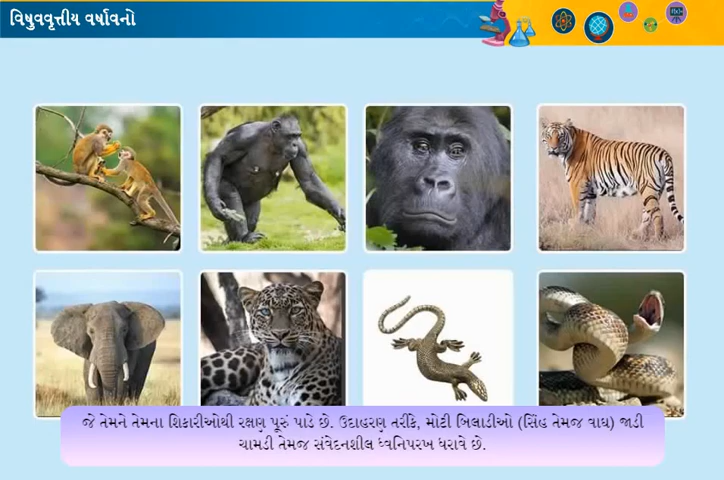 વિષુવવૃત્તીય વર્ષાવનો
જે તેમને તેમના શિકારીઓથી રક્ષણ પૂરું પાડે છે. ઉદાહરણ તરીકે, મોટી બિલાડીઓ (સિંહ તેમજ વાઘ) જાડી
ચામડી તેમજ સંવેદનશીલ ધ્વનિપરખ ધરાવે છે.